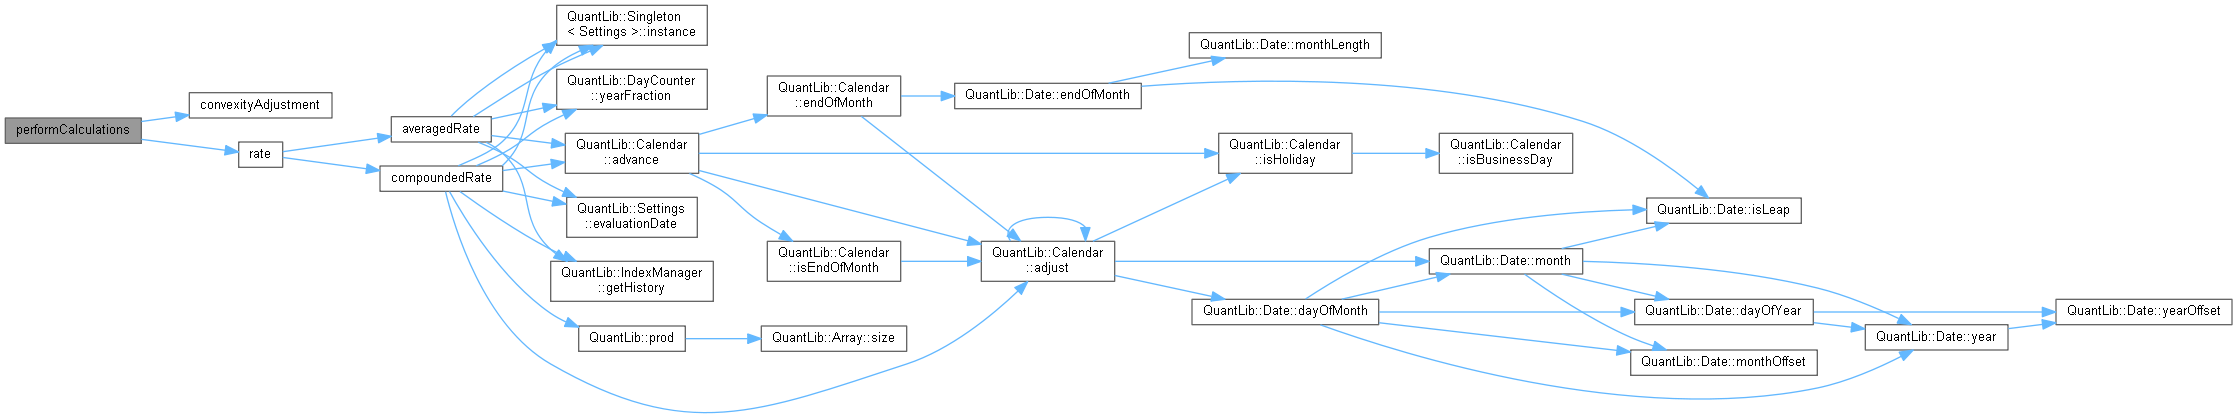 performCalculations
convexityAdjustment
rate
averagedRate
compoundedRate
QuantLib::Singleton
< Settings >::instance
QuantLib::DayCounter
::yearFraction
QuantLib::Calendar
::advance
QuantLib::Settings
::evaluationDate
QuantLib::IndexManager
::getHistory
QuantLib::prod
QuantLib::Calendar
::endOfMonth
QuantLib::Calendar
::isEndOfMonth
QuantLib::Array::size
QuantLib::Date::endOfMonth
QuantLib::Calendar
::adjust
QuantLib::Date::monthLength
QuantLib::Calendar
::isHoliday
QuantLib::Date::dayOfMonth
QuantLib::Calendar
::isBusinessDay
QuantLib::Date::month
QuantLib::Date::isLeap
QuantLib::Date::dayOfYear
QuantLib::Date::monthOffset
QuantLib::Date::year
QuantLib::Date::yearOffset